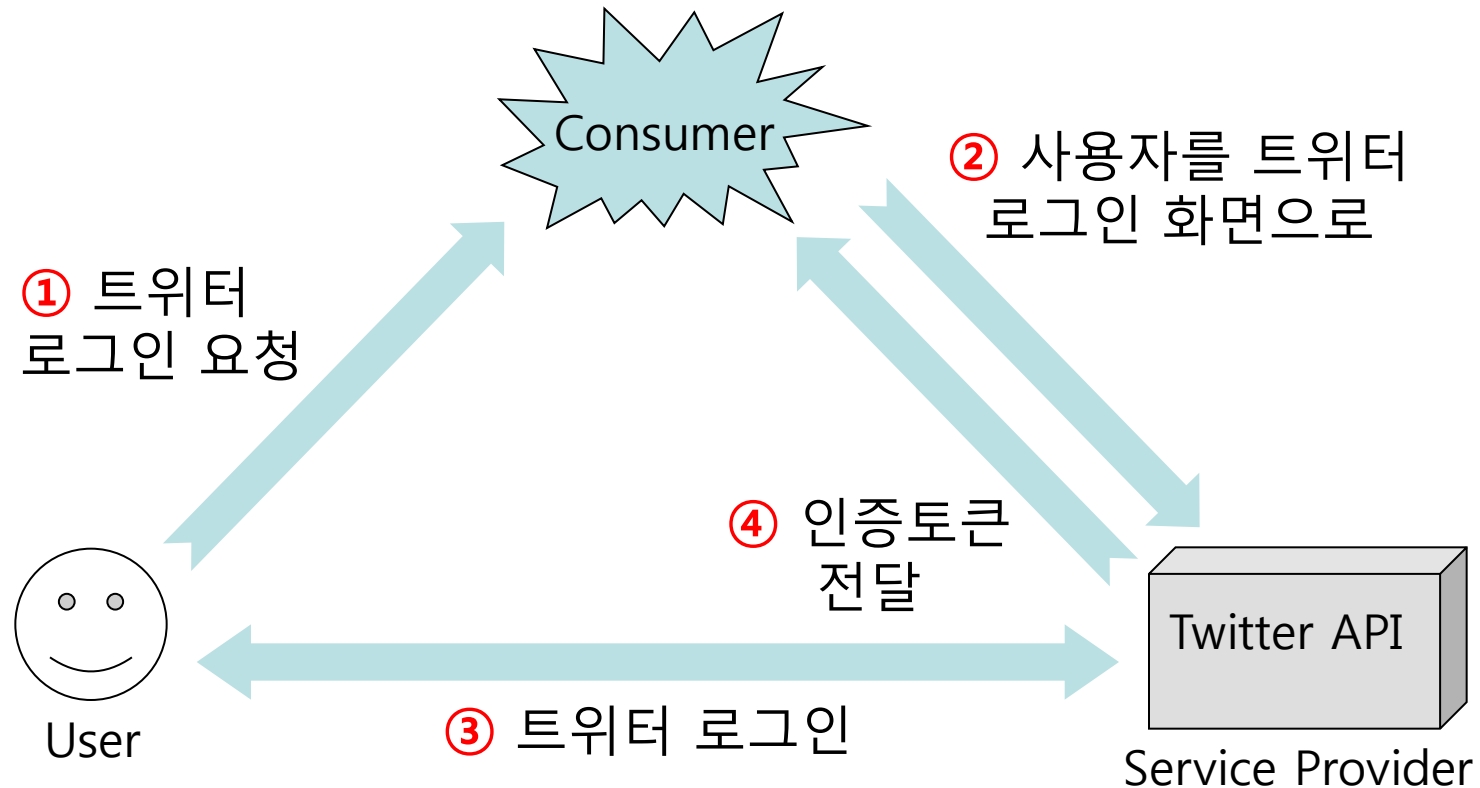 Consumer
② 사용자를 트위터
로그인 화면으로
① 트위터
로그인 요청
④ 인증토큰
전달
Twitter API
③ 트위터 로그인
User
Service Provider